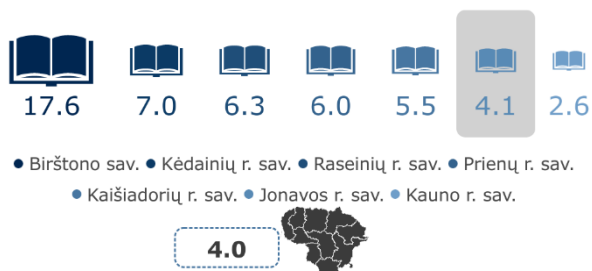 17.6 7.0 6.3 6.0 5.5 4.1 2.6
● Birštono sav. ● Kėdainių r. sav. ● Raseinių r. sav. ● Prienų r. sav.
● Kaišiadorių r. sav. ● Jonavos r. sav. ● Kauno r. sav.
4.0